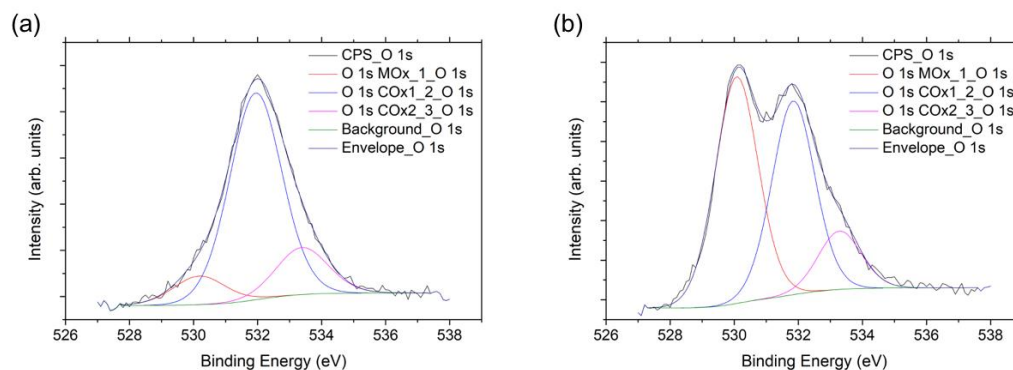 (a)
CPS_O 1s
O 1s MOx_1_O 1s
O 1s COx1_2_O 1s
O 1s COx2_3_O 1s
Background_O 1s
Envelope_O 1s
Intensity (arb. units)
526 528 530 532 534 536 538
Binding Energy (eV)
(b)
CPS_O 1s
O 1s MOx_1_O 1s
O 1s COx1_2_O 1s
O 1s COx2_3_O 1s
Background_O 1s
Envelope_O 1s
Intensity (arb. units)
526 528 530 532 534 536 538
Binding Energy (eV)